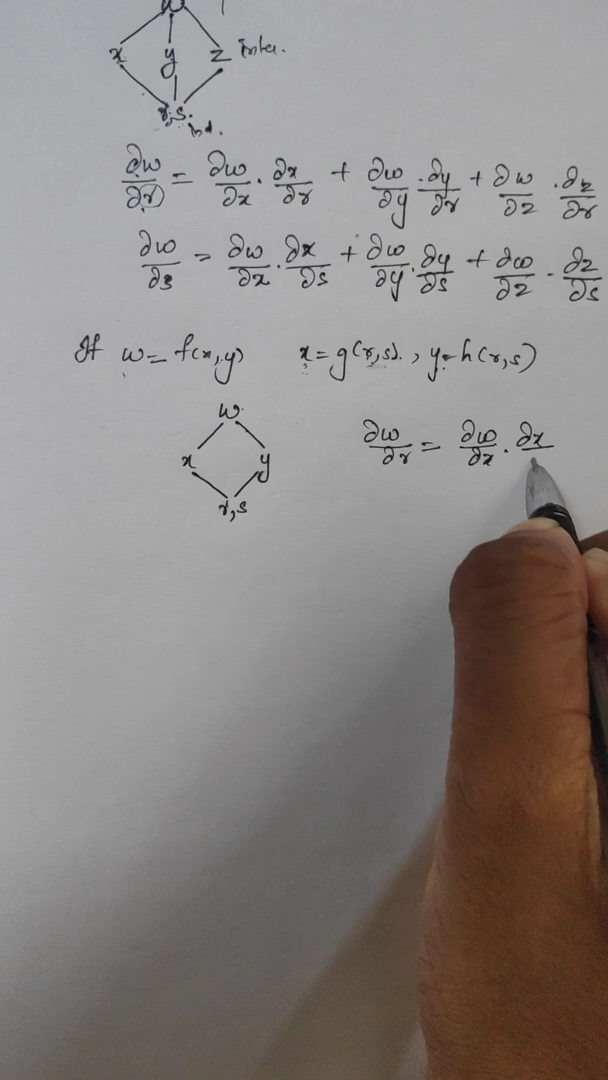 w
x y z Inter.
r, s.
Ind.
∂w/∂r = ∂w/∂x · ∂x/∂r + ∂w/∂y · ∂y/∂r + ∂w/∂z · ∂z/∂r
∂w/∂s = ∂w/∂x · ∂x/∂s + ∂w/∂y · ∂y/∂s + ∂w/∂z · ∂z/∂s
If w = f(x, y) x = g(r, s)., y = h(r, s)
w
x y
r, s
∂w/∂r = ∂w/∂x · ∂x/